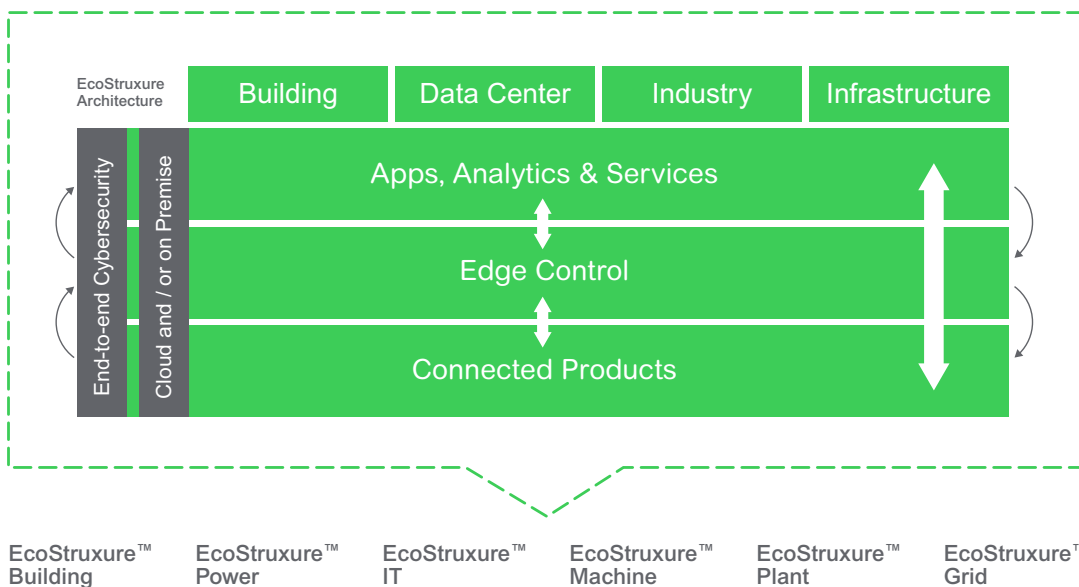 EcoStruxure
Architecture
Building
Data Center
Industry
Infrastructure
End-to-end Cybersecurity
Cloud and / or on Premise
Apps, Analytics & Services
Edge Control
Connected Products
EcoStruxure™
Building
EcoStruxure™
Power
EcoStruxure™
IT
EcoStruxure™
Machine
EcoStruxure™
Plant
EcoStruxure™
Grid